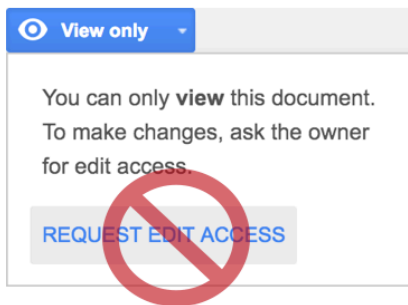 View only
You can only view this document.
To make changes, ask the owner
for edit access.
REQUEST EDIT ACCESS